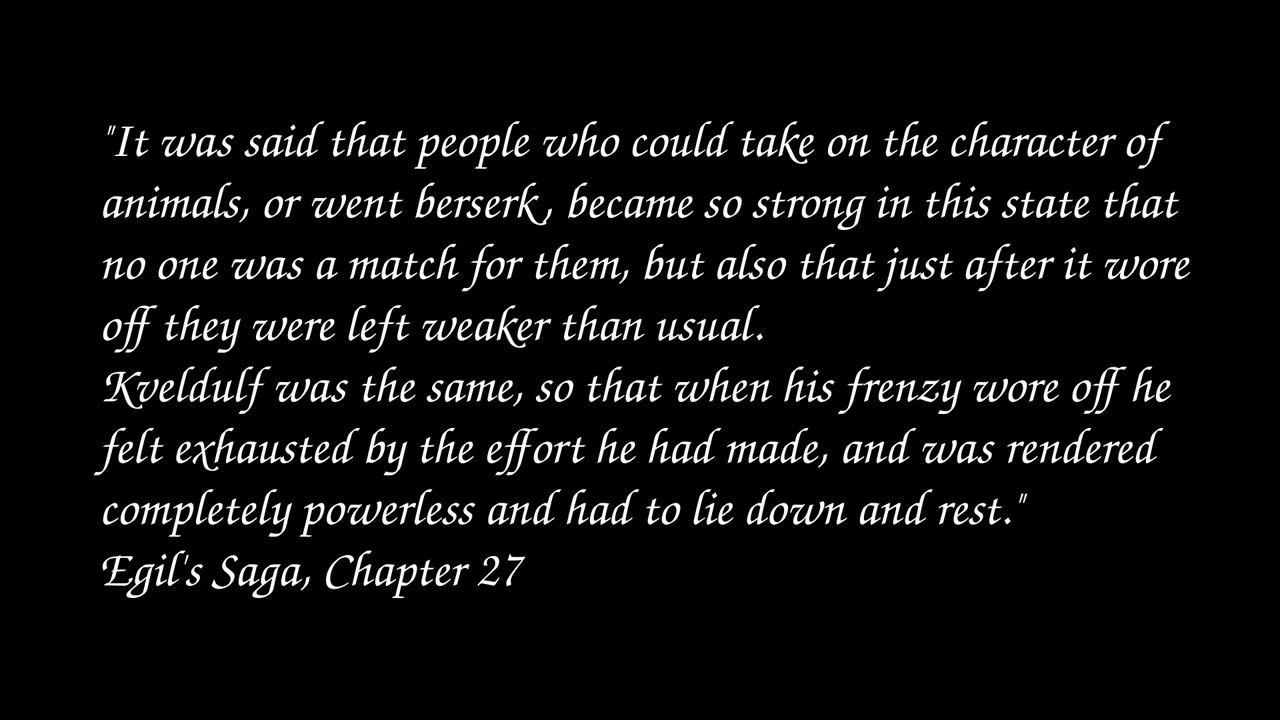 "It was said that people who could take on the character of
animals, or went berserk, became so strong in this state that
no one was a match for them, but also that just after it wore
off they were left weaker than usual.
Kveldulf was the same, so that when his frenzy wore off he
felt exhausted by the effort he had made, and was rendered
completely powerless and had to lie down and rest."
Egil's Saga, Chapter 27